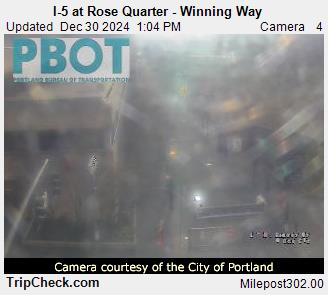 I-5 at Rose Quarter - Winning Way
Updated Dec 30 2024 1:04 PM Camera 4
PBOT
PORTLAND BUREAU OF TRANSPORTATION
Camera courtesy of the City of Portland
TripCheck.com Milepost302.00